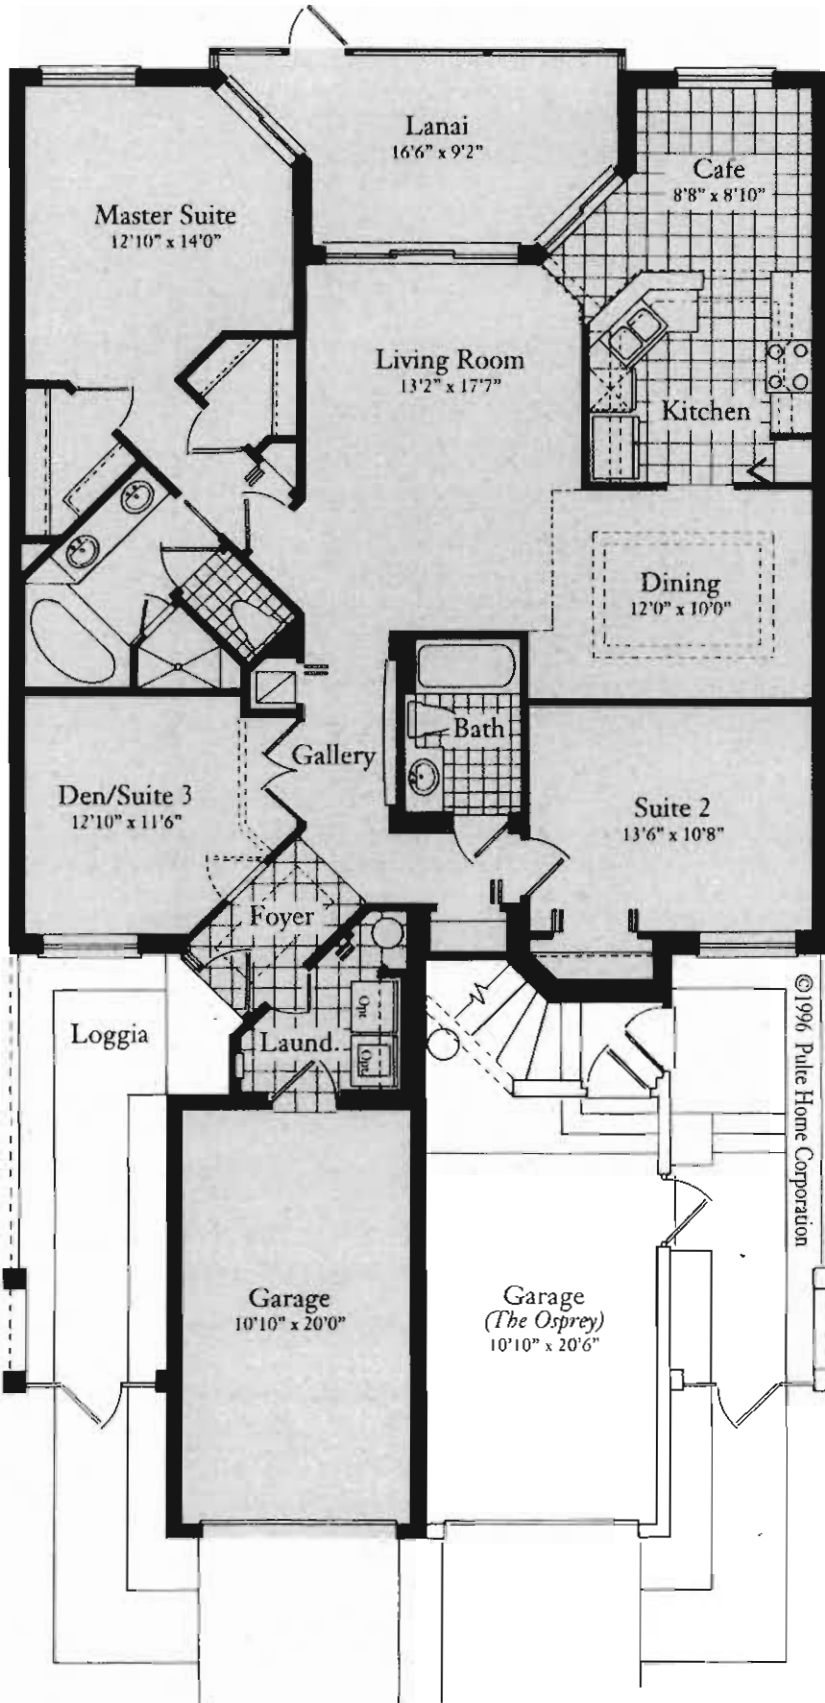 Lanai
16'6" x 9'2"
Cafe
8'8" x 8'10"
Master Suite
12'10" x 14'0"
Living Room
13'2" x 17'7"
Kitchen
Dining
12'0" x 10'0"
Bath
Gallery
Den/Suite 3
12'10" x 11'6"
Suite 2
13'6" x 10'8"
Foyer
Loggia
Laund.
Opt.
Opt.
©1996 Pulte Home Corporation
Garage
10'10" x 20'0"
Garage
(The Osprey)
10'10" x 20'6"